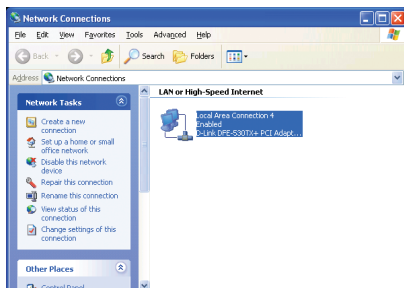 Network Connections
File Edit View Favorites Tools Advanced Help
Back Search Folders
Address Network Connections
Network Tasks
Create a new
connection
Set up a home or small
office network
Disable this network
device
Repair this connection
Rename this connection
View status of this
connection
Change settings of this
connection
Other Places
Control Panel
LAN or High-Speed Internet
Local Area Connection 4
Enabled
D-Link DFE-530TX+ PCI Adapt...